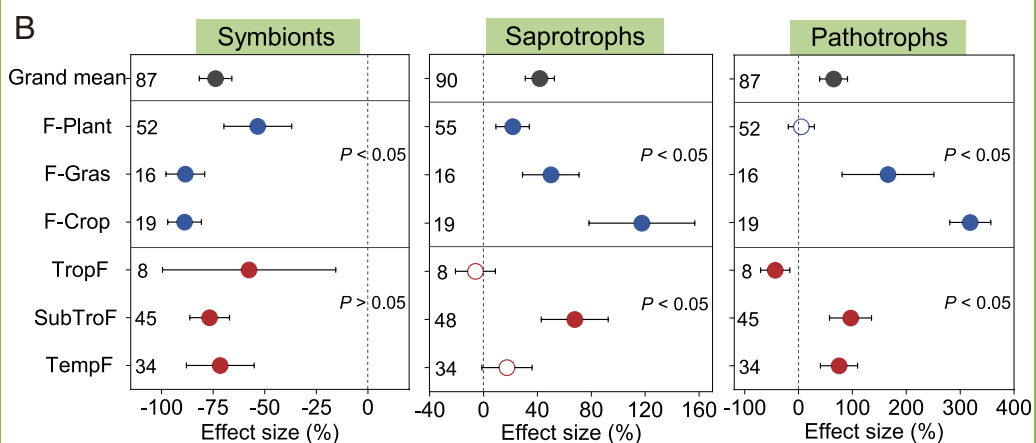 B
Symbionts Saprotrophs Pathotrophs
Grand mean 87 90 87
F-Plant 52 55 52
P < 0.05 P < 0.05 P < 0.05
F-Gras 16 16 16
F-Crop 19 19 19
TropF 8 8 8
P > 0.05 P < 0.05 P < 0.05
SubTroF 45 48 45
TempF 34 34 34
-100 -75 -50 -25 0 -40 0 40 80 120 160 -100 0 100 200 300 400
Effect size (%) Effect size (%) Effect size (%)